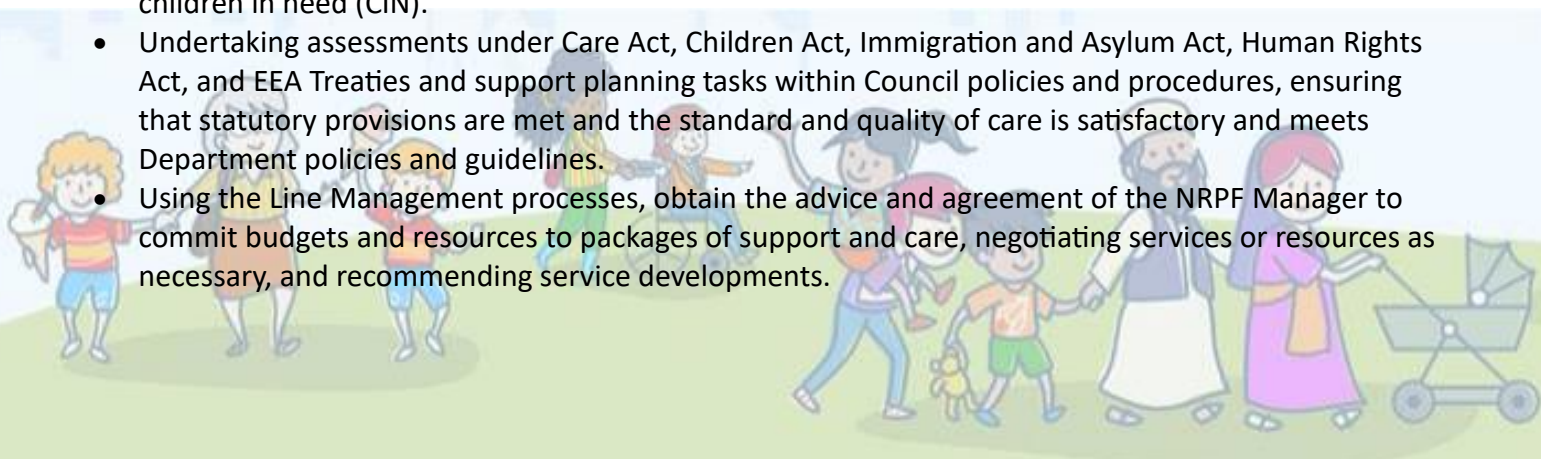 children in need (CIN).
• Undertaking assessments under Care Act, Children Act, Immigration and Asylum Act, Human Rights
Act, and EEA Treaties and support planning tasks within Council policies and procedures, ensuring
that statutory provisions are met and the standard and quality of care is satisfactory and meets
Department policies and guidelines.
• Using the Line Management processes, obtain the advice and agreement of the NRPF Manager to
commit budgets and resources to packages of support and care, negotiating services or resources as
necessary, and recommending service developments.